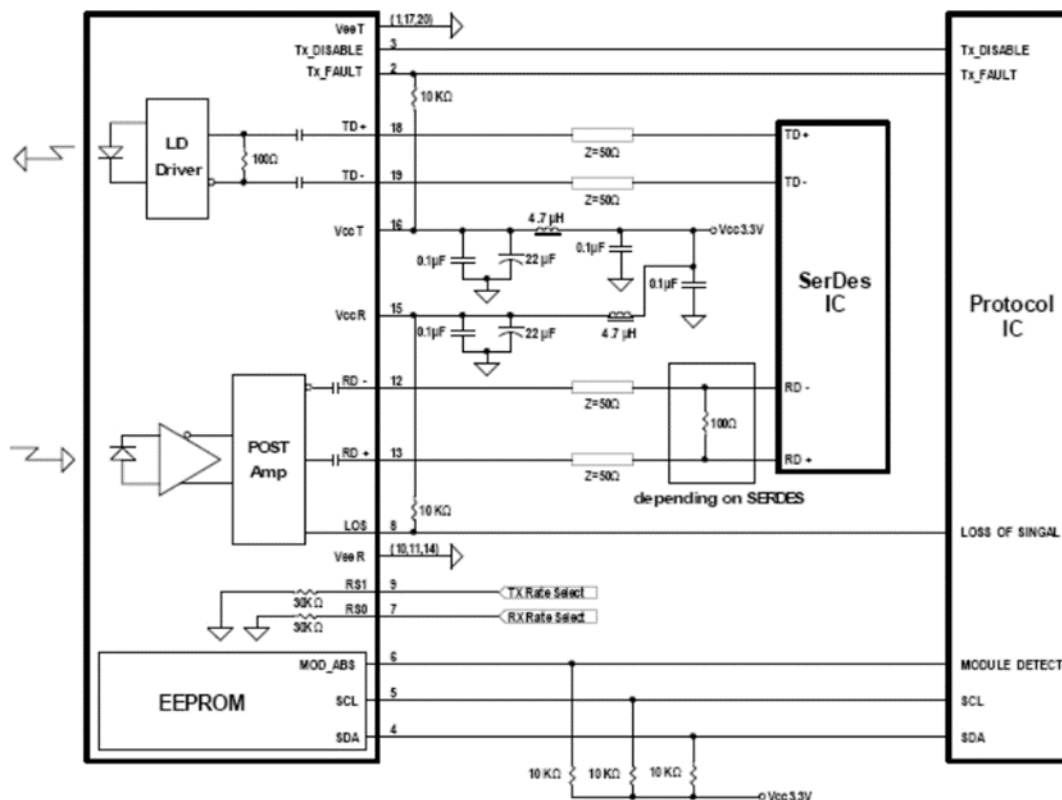 VeeT
(1,17,20)
Tx_DISABLE
3
Tx_DISABLE
Tx_FAULT
2
Tx_FAULT
10 KΩ
LD
Driver
100Ω
TD+
18
Z=50Ω
TD+
TD-
19
Z=50Ω
TD-
VccT
16
4.7 µH
Vcc3.3V
0.1µF
22 µF
0.1µF
0.1µF
SerDes
IC
Protocol
IC
VccR
15
0.1µF
22 µF
4.7 µH
RD -
12
Z=50Ω
RD -
100Ω
POST
Amp
RD +
13
Z=50Ω
RD +
depending on SERDES
10 KΩ
LOS
8
LOSS OF SINGAL
VeeR
(10,11,14)
RS1
9
30KΩ
TX Rate Select
RS0
7
30KΩ
RX Rate Select
MOD_ABS
6
MODULE DETECT
EEPROM
SCL
5
SCL
SDA
4
SDA
10 KΩ
10 KΩ
10 KΩ
Vcc3.3V